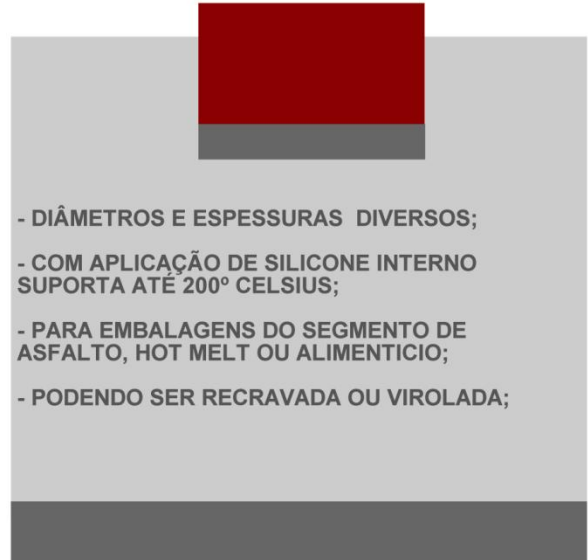 - DIÂMETROS E ESPESSURAS  DIVERSOS;
- COM APLICAÇÃO DE SILICONE INTERNO
SUPORTA ATÉ 200º CELSIUS;
- PARA EMBALAGENS DO SEGMENTO DE
ASFALTO, HOT MELT OU ALIMENTICIO;
- PODENDO SER RECRAVADA OU VIROLADA;